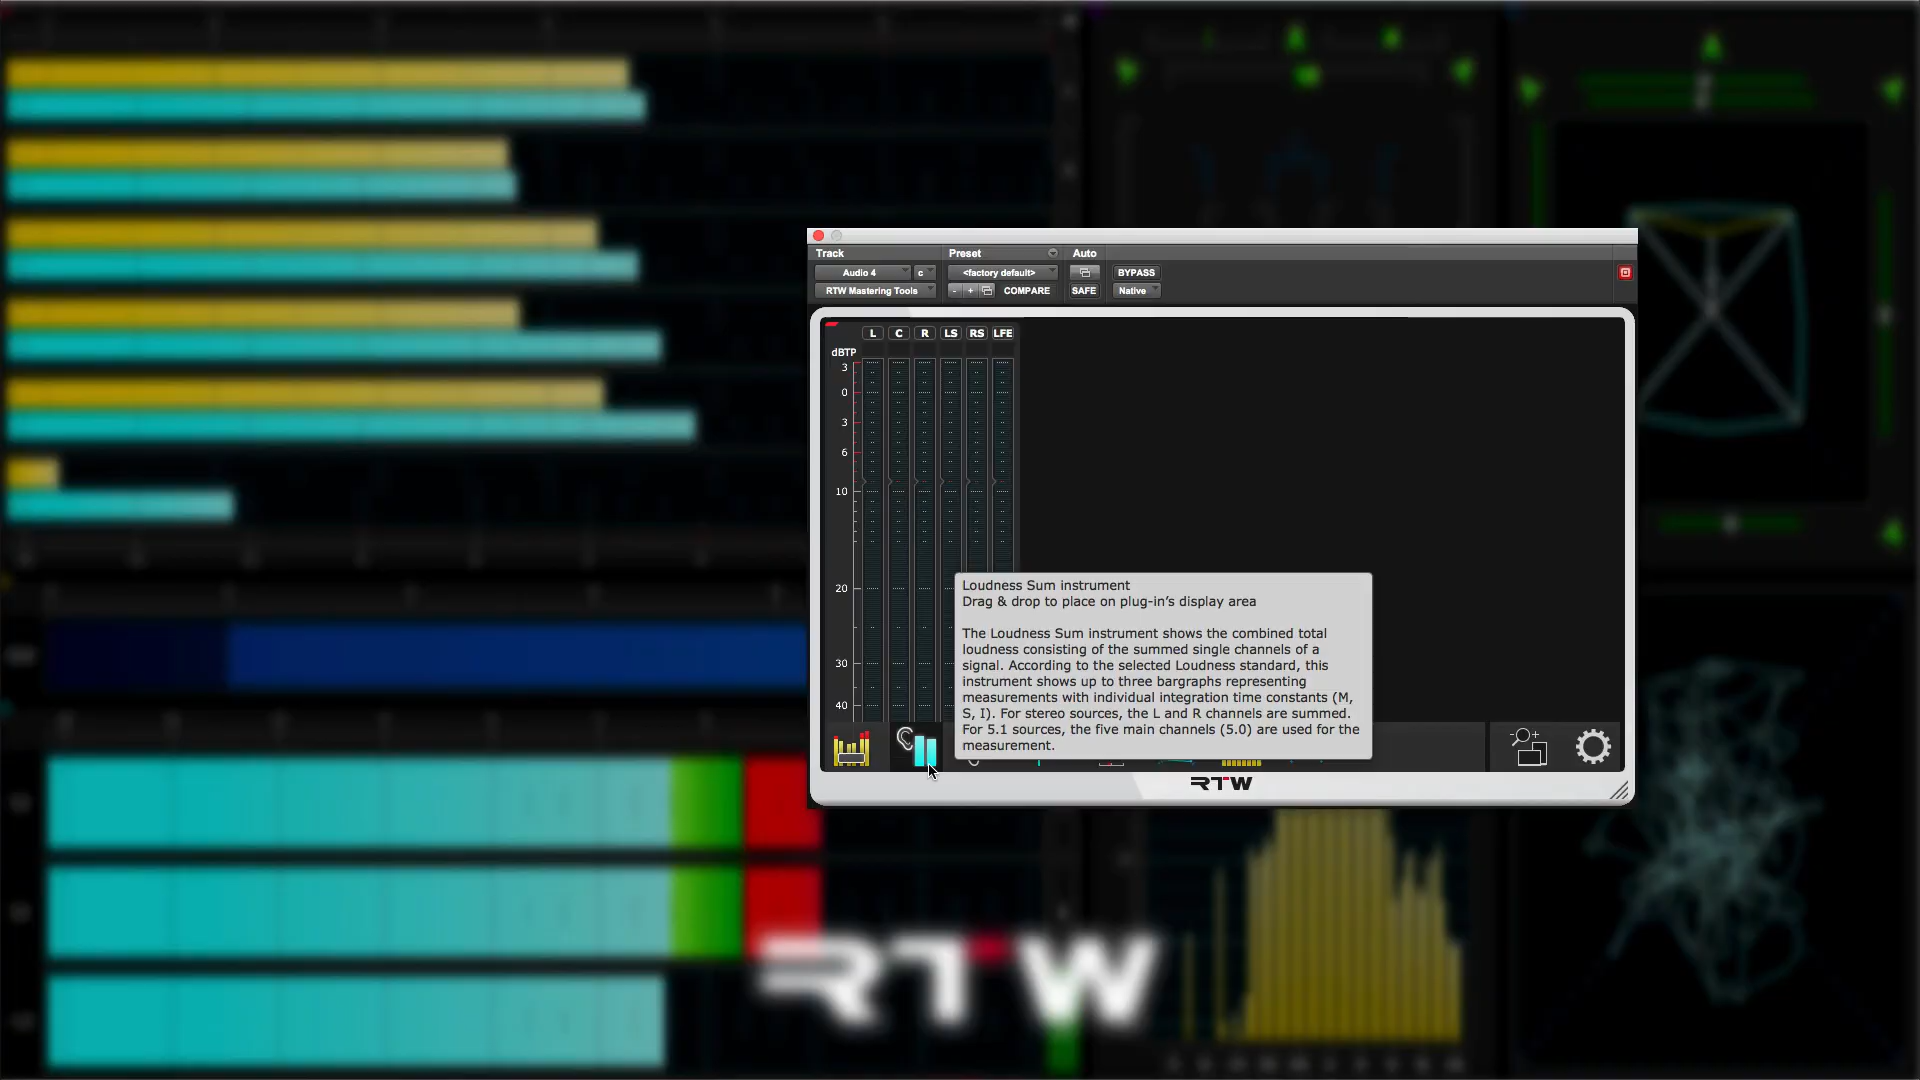 Track
Preset
Auto
Audio 4
c
<factory default>
BYPASS
RTW Mastering Tools
-
+
COMPARE
SAFE
Native
L
C
R
LS
RS
LFE
dBTP
3
0
3
6
10
20
30
40
Loudness Sum instrument
Drag & drop to place on plug-in’s display area
The Loudness Sum instrument shows the combined total
loudness consisting of the summed single channels of a
signal. According to the selected Loudness standard, this
instrument shows up to three bargraphs representing
measurements with individual integration time constants (M,
S, I). For stereo sources, the L and R channels are summed.
For 5.1 sources, the five main channels (5.0) are used for the
measurement.
RTW
RTW